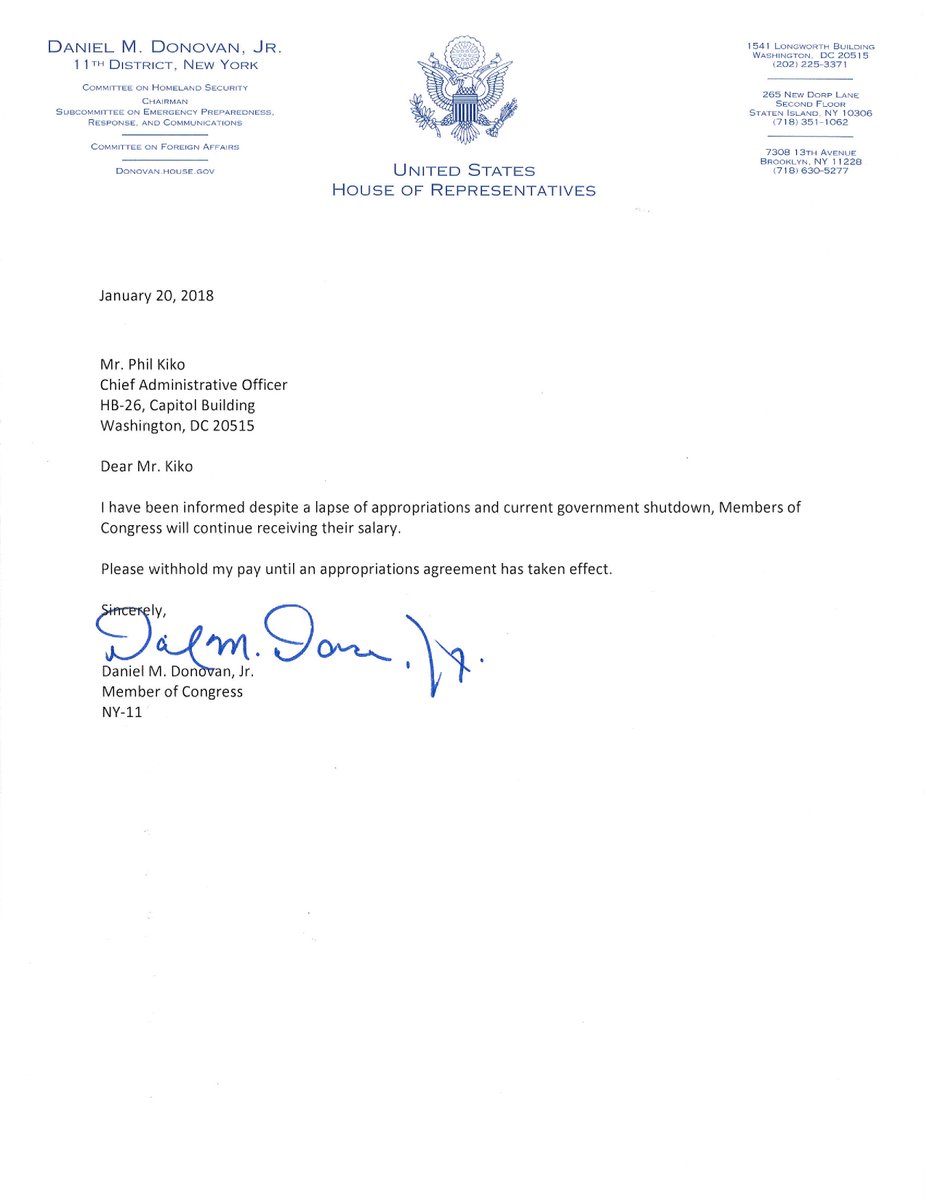 DANIEL M. DONOVAN, JR.
11TH DISTRICT, NEW YORK
COMMITTEE ON HOMELAND SECURITY
CHAIRMAN
SUBCOMMITTEE ON EMERGENCY PREPAREDNESS,
RESPONSE, AND COMMUNICATIONS
COMMITTEE ON FOREIGN AFFAIRS
DONOVAN.HOUSE.GOV
UNITED STATES
HOUSE OF REPRESENTATIVES
1541 LONGWORTH BUILDING
WASHINGTON, DC 20515
(202) 225-3371
265 NEW DORP LANE
SECOND FLOOR
STATEN ISLAND, NY 10306
(718) 351-1062
7308 13TH AVENUE
BROOKLYN, NY 11228
(718) 630-5277
January 20, 2018
Mr. Phil Kiko
Chief Administrative Officer
HB-26, Capitol Building
Washington, DC 20515
Dear Mr. Kiko
I have been informed despite a lapse of appropriations and current government shutdown, Members of
Congress will continue receiving their salary.
Please withhold my pay until an appropriations agreement has taken effect.
Sincerely,
Daniel M. Donovan, Jr.
Member of Congress
NY-11